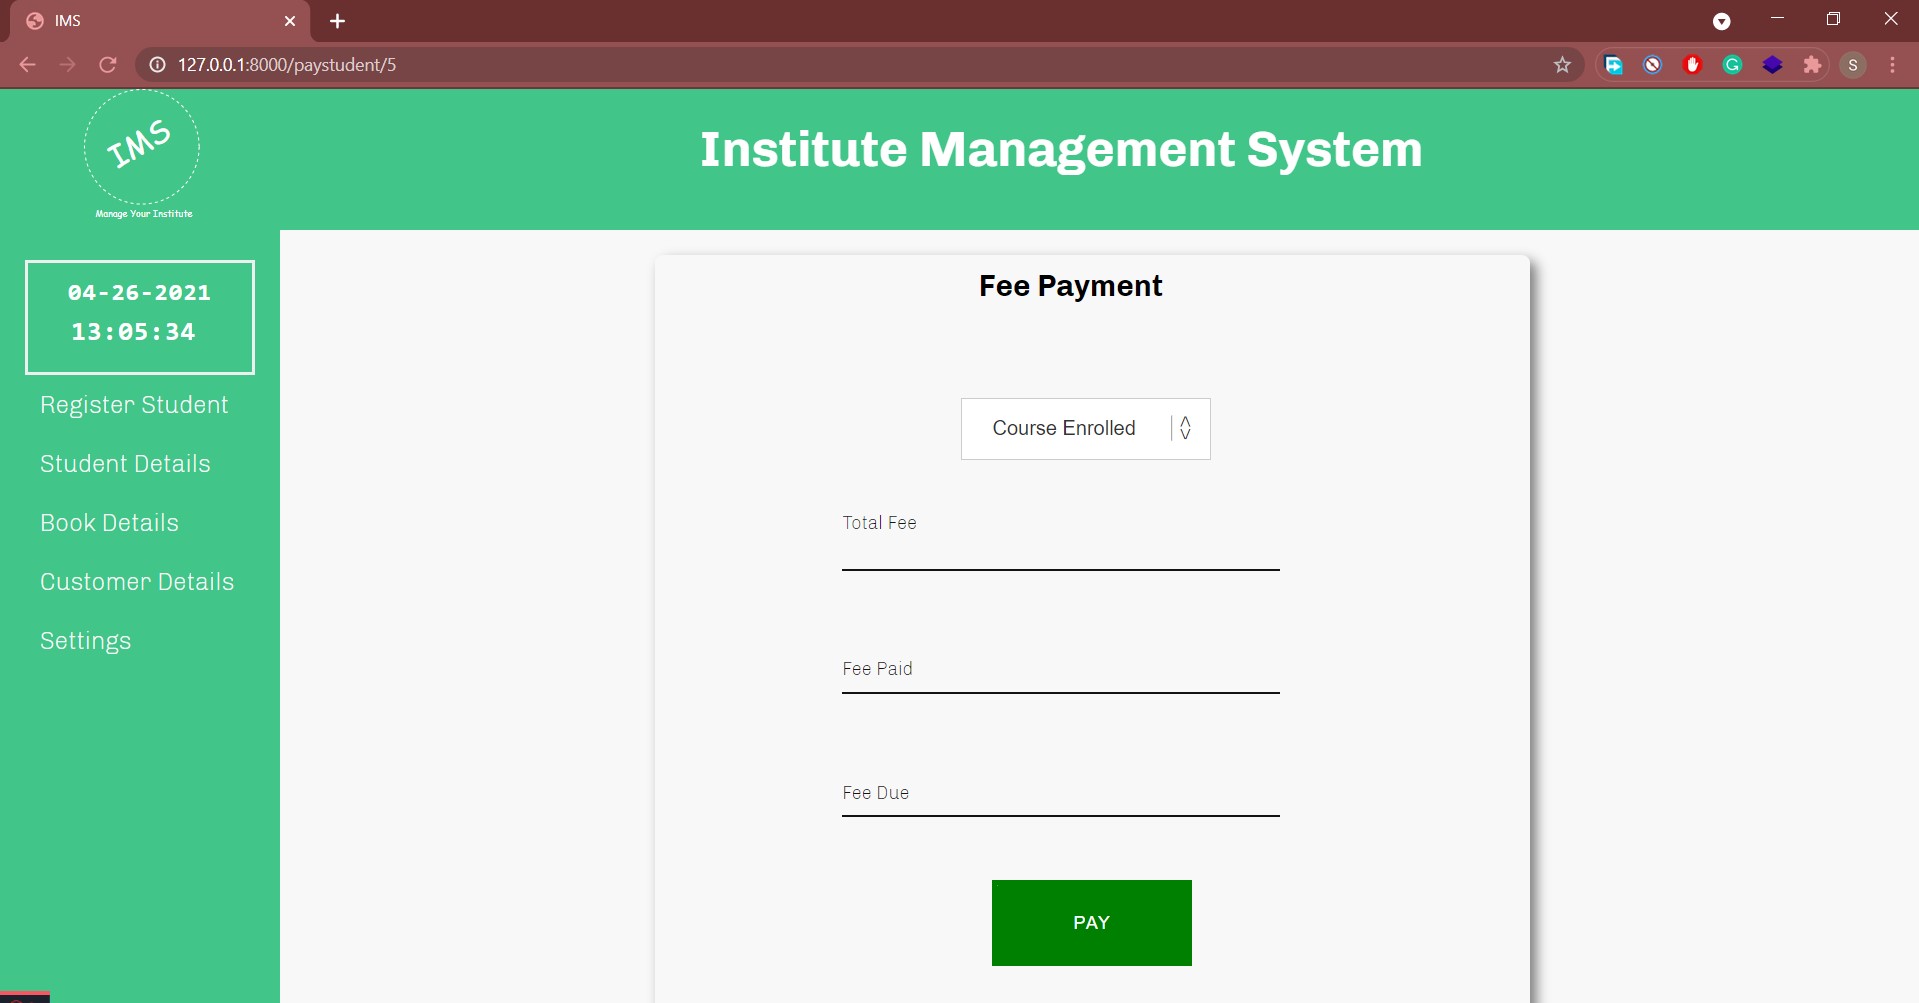 IMS
127.0.0.1:8000/paystudent/5
S
IMS
Manage Your Institute
Institute Management System
04-26-2021
13:05:34
Register Student
Student Details
Book Details
Customer Details
Settings
Fee Payment
Course Enrolled
Total Fee
Fee Paid
Fee Due
PAY